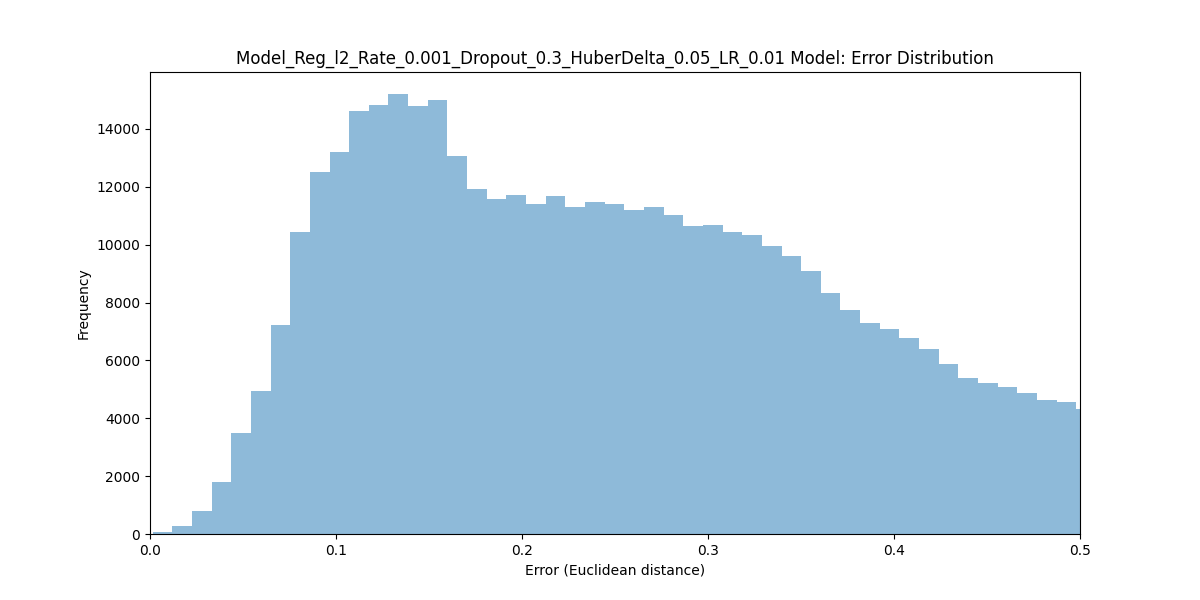 Model_Reg_l2_Rate_0.001_Dropout_0.3_HuberDelta_0.05_LR_0.01 Model: Error Distribution
Frequency
14000
12000
10000
8000
6000
4000
2000
0
0.0 0.1 0.2 0.3 0.4 0.5
Error (Euclidean distance)